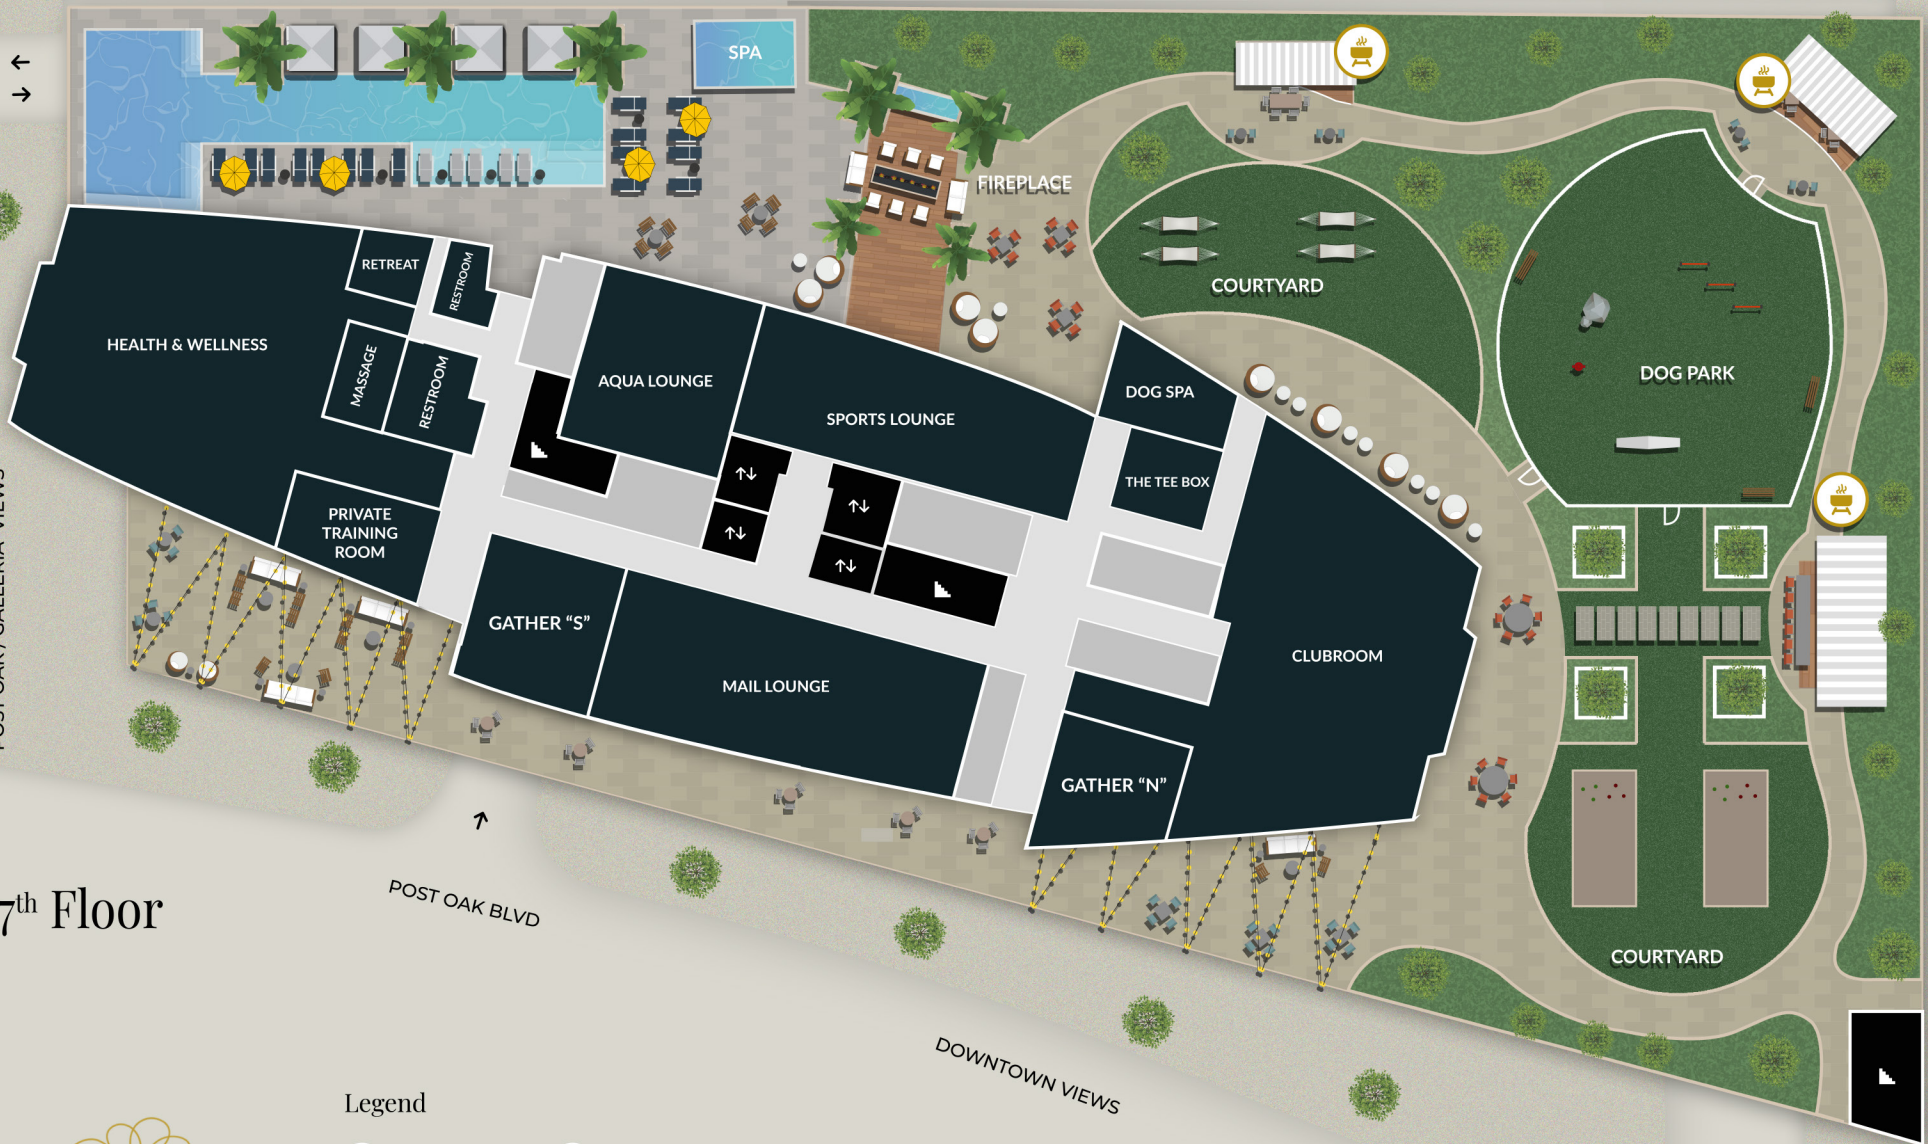 SPA
FIREPLACE
COURTYARD
DOG PARK
RETREAT
RESTROOM
HEALTH & WELLNESS
MASSAGE
RESTROOM
AQUA LOUNGE
SPORTS LOUNGE
DOG SPA
THE TEE BOX
PRIVATE
TRAINING
ROOM
GATHER “S”
MAIL LOUNGE
CLUBROOM
GATHER “N”
COURTYARD
7th Floor
POST OAK BLVD
DOWNTOWN VIEWS
Legend